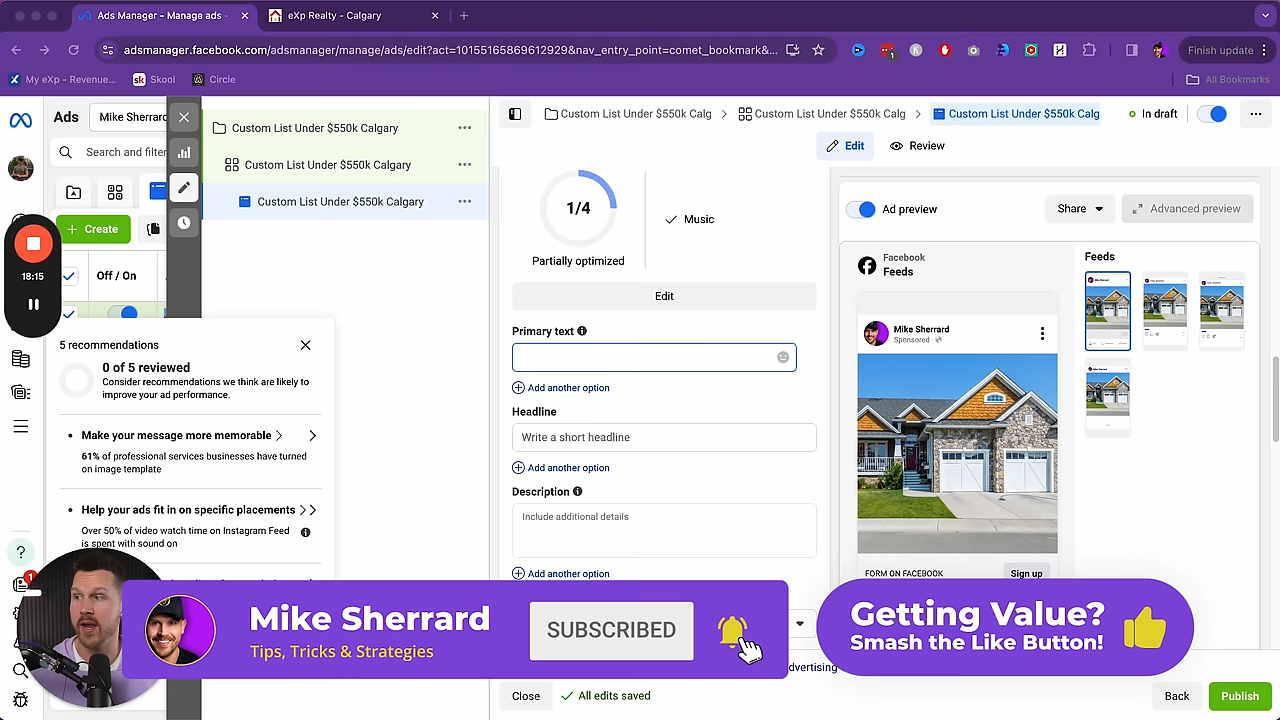 Ads Manager - Manage ads -
eXp Realty - Calgary
adsmanager.facebook.com/adsmanager/manage/ads/edit?act=10155165869612929&nav_entry_point=comet_bookmark&...
1
Finish update
My eXp - Revenue...
sk Skool
Circle
All Bookmarks
Ads
Mike Sherrard
Search and filter
Create
Off / On
18:15
Custom List Under $550k Calgary
Custom List Under $550k Calgary
Custom List Under $550k Calgary
Custom List Under $550k Calg
Custom List Under $550k Calg
Custom List Under $550k Calg
In draft
Edit
Review
1/4
Partially optimized
Music
Edit
Primary text
Add another option
Headline
Write a short headline
Add another option
Description
Include additional details
Add another option
Ad preview
Share
Advanced preview
Facebook
Feeds
Feeds
Mike Sherrard
Sponsored ·
FORM ON FACEBOOK
Sign up
5 recommendations
0 of 5 reviewed
Consider recommendations we think are likely to
improve your ad performance.
Make your message more memorable
61% of professional services businesses have turned
on image template
Help your ads fit in on specific placements
Over 50% of video watch time on Instagram Feed
is spent with sound on
1
Mike Sherrard
Tips, Tricks & Strategies
SUBSCRIBED
Getting Value?
Smash the Like Button!
dvertising
Close
All edits saved
Back
Publish